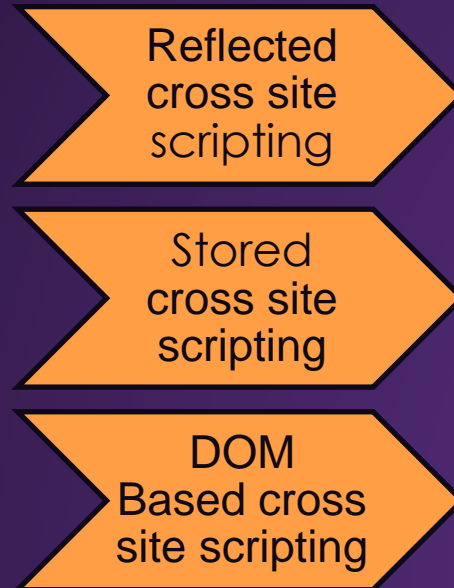 Reflected
cross site
scripting
Stored
cross site
scripting
DOM
Based cross
site scripting